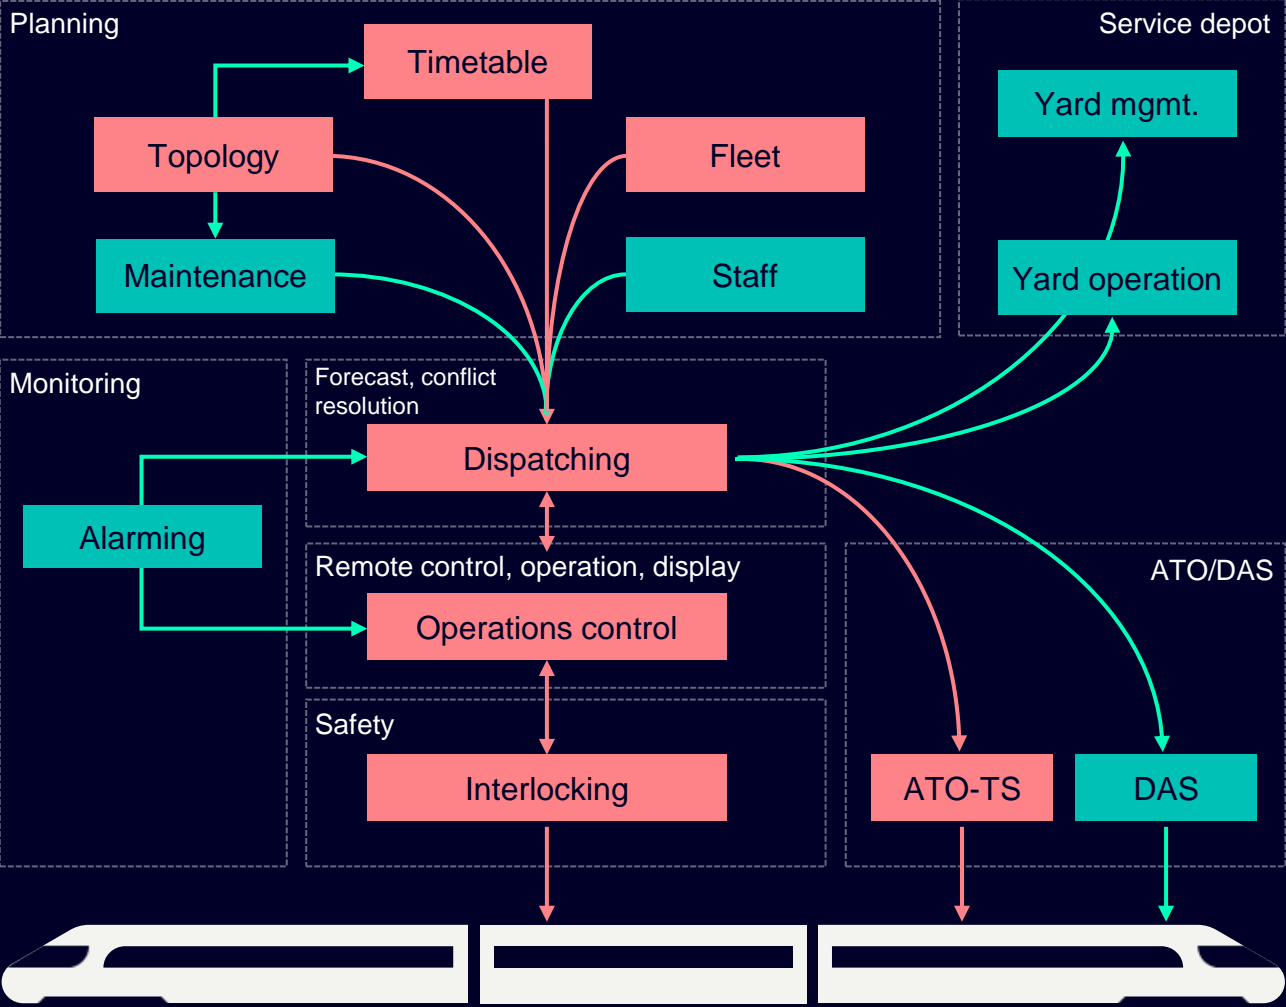 Planning
Timetable
Topology
Fleet
Maintenance
Staff
Service depot
Yard mgmt.
Yard operation
Monitoring
Alarming
Forecast, conflict
resolution
Dispatching
Remote control, operation, display
Operations control
Safety
Interlocking
ATO/DAS
ATO-TS
DAS